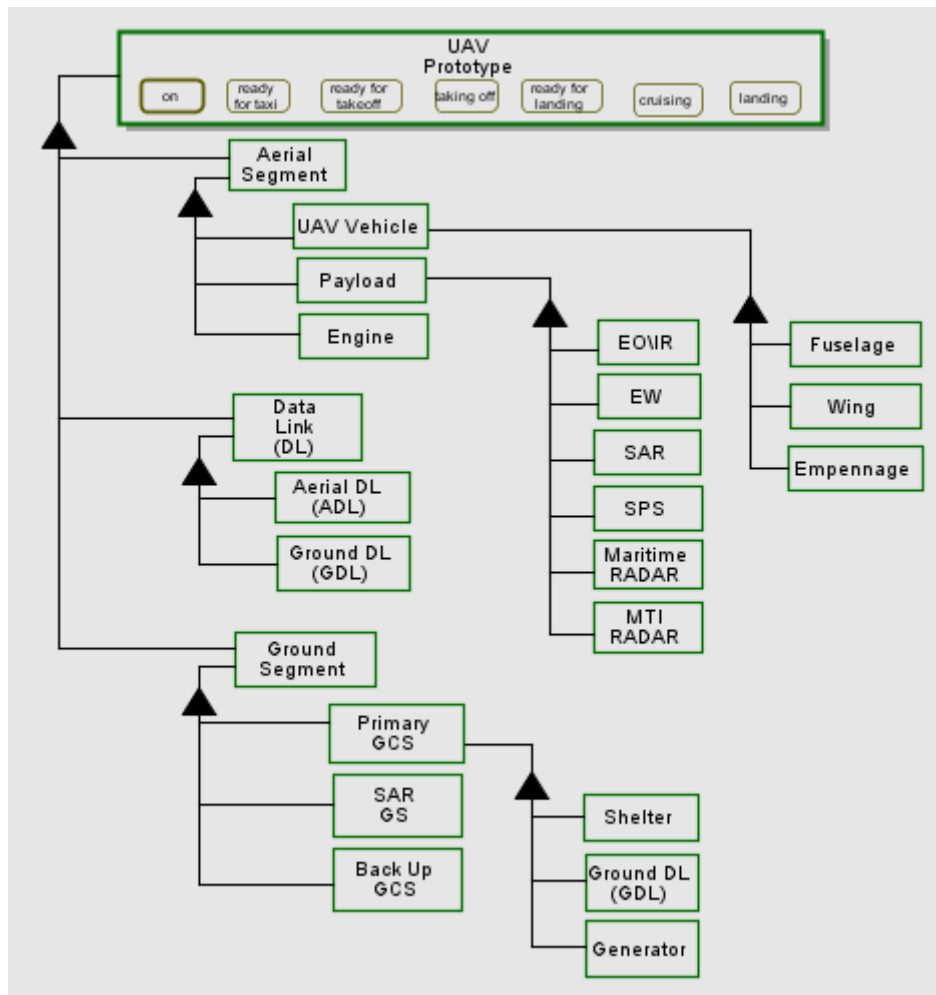 UAV
Prototype
on
ready
for taxi
ready for
takeoff
taking off
ready for
landing
cruising
landing
Aerial
Segment
UAV Vehicle
Payload
Engine
EO\IR
EW
SAR
SPS
Maritime
RADAR
MTI
RADAR
Fuselage
Wing
Empennage
Data
Link
(DL)
Aerial DL
(ADL)
Ground DL
(GDL)
Ground
Segment
Primary
GCS
SAR
GS
Back Up
GCS
Shelter
Ground DL
(GDL)
Generator